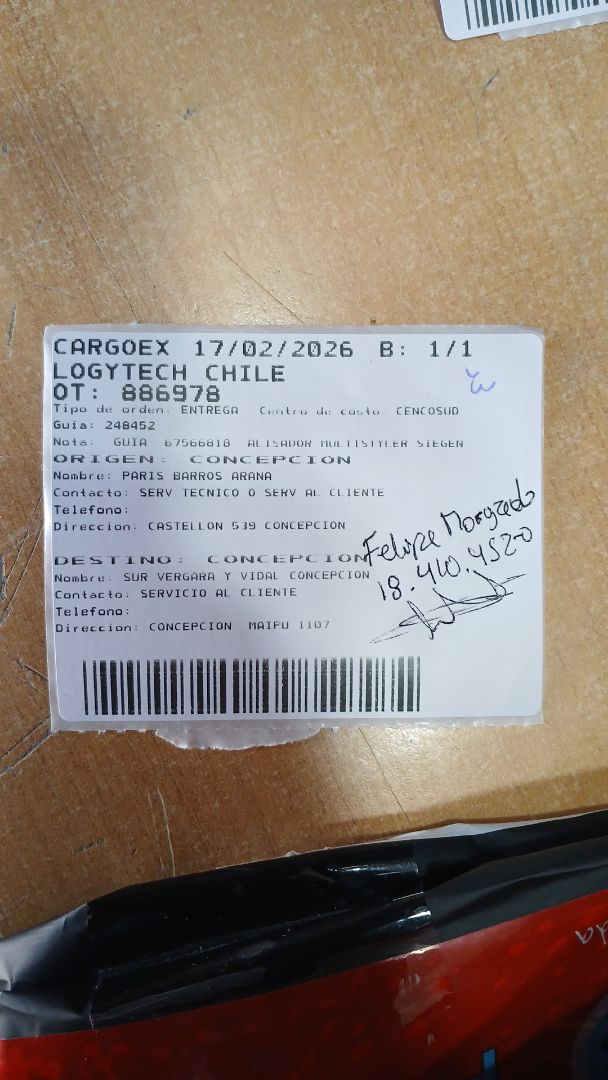 CARGOEX 17/02/2026 B: 1/1
LOGYTECH CHILE
OT: 886978
Tipo de orden: ENTREGA Centro de costo: CENCOSUD
Guia: 248452
Nota: GUIA 67566818 ALISADOR MULTISTYLER SIEGEN
ORIGEN: CONCEPCION
Nombre: PARIS BARROS ARANA
Contacto: SERV TECNICO O SERV AL CLIENTE
Telefono:
Direccion: CASTELLON 539 CONCEPCION
DESTINO: CONCEPCION
Nombre: SUR VERGARA Y VIDAL CONCEPCION
Contacto: SERVICIO AL CLIENTE
Telefono:
Direccion: CONCEPCION MAIPU 1107
Felipe Morgado
18.410.452-0